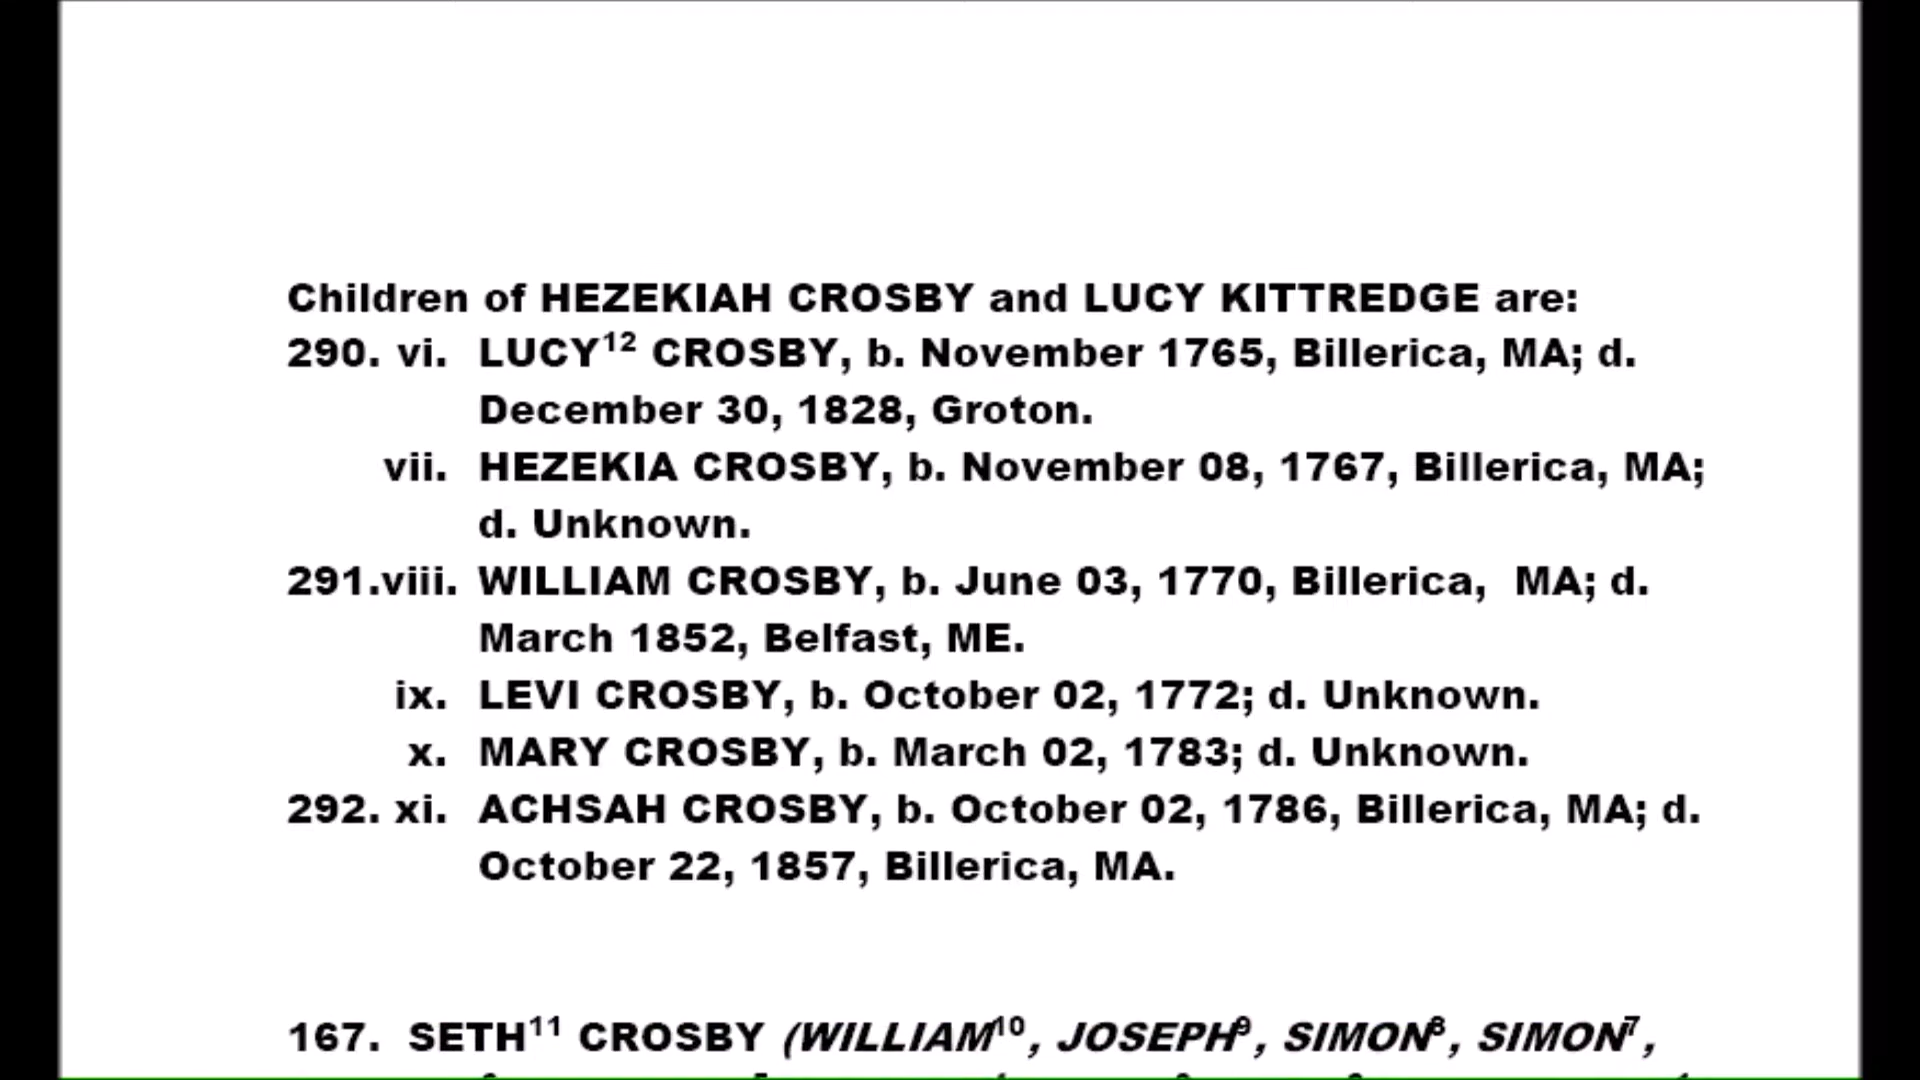 Children of HEZEKIAH CROSBY and LUCY KITTREDGE are:
290. vi. LUCY¹² CROSBY, b. November 1765, Billerica, MA; d.
December 30, 1828, Groton.
vii. HEZEKIA CROSBY, b. November 08, 1767, Billerica, MA;
d. Unknown.
291.viii. WILLIAM CROSBY, b. June 03, 1770, Billerica, MA; d.
March 1852, Belfast, ME.
ix. LEVI CROSBY, b. October 02, 1772; d. Unknown.
x. MARY CROSBY, b. March 02, 1783; d. Unknown.
292. xi. ACHSAH CROSBY, b. October 02, 1786, Billerica, MA; d.
October 22, 1857, Billerica, MA.
167. SETH¹¹ CROSBY (WILLIAM¹⁰, JOSEPH⁹, SIMON⁸, SIMON⁷,